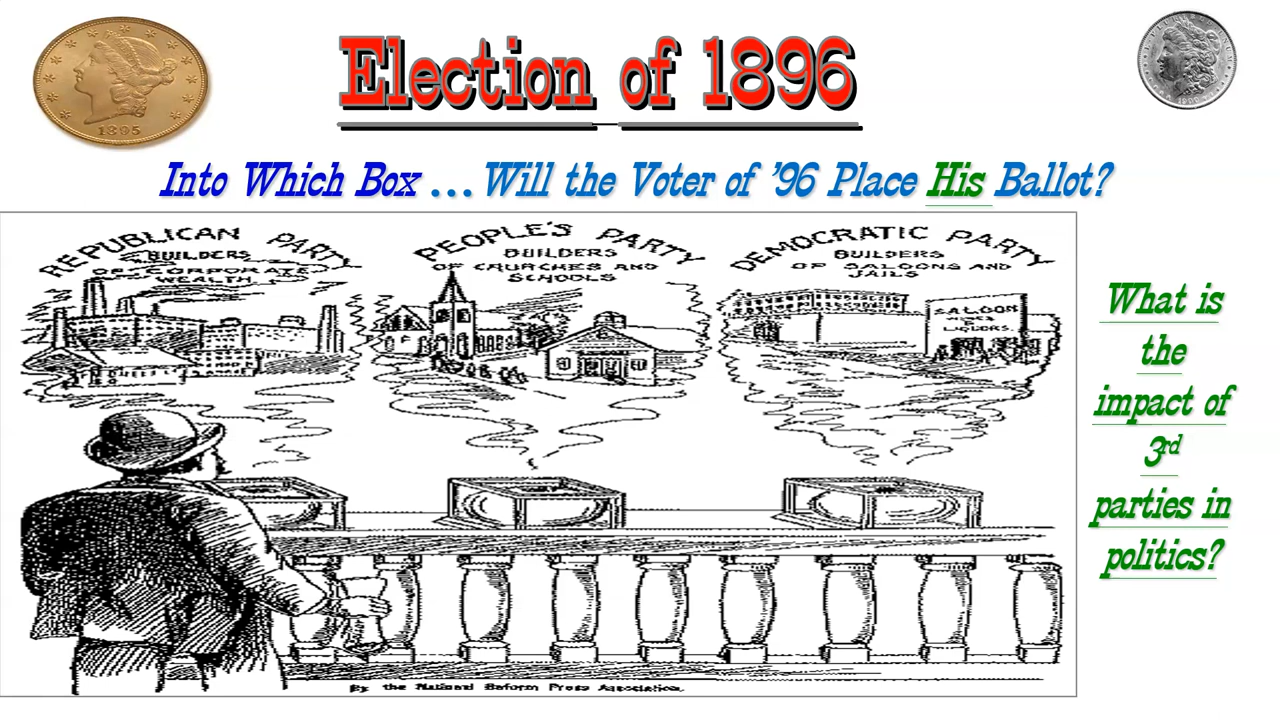 Election of 1896
1895
1900
Into Which Box ... Will the Voter of '96 Place His Ballot?
REPUBLICAN PARTY
BUILDERS
OF CORPORATE
WEALTH
PEOPLE'S PARTY
BUILDERS
OF CHURCHES AND
SCHOOLS
DEMOCRATIC PARTY
BUILDERS
OF SALOONS AND
JAILS
SALOON
LIQUORS.
What is
the
impact of
3rd
parties in
politics?
By the National Reform Press Association.